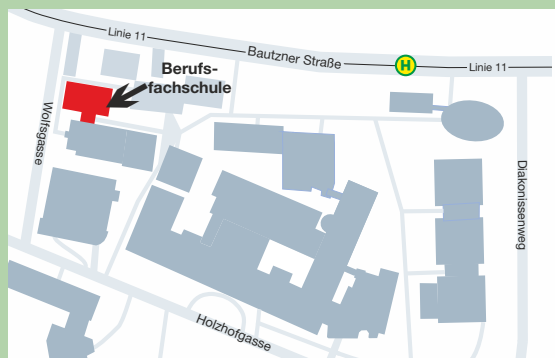 Linie 11
Bautzner Straße
H
Linie 11
Berufs-
fachschule
Wolfsgasse
Diakonissenweg
Holzhofgasse